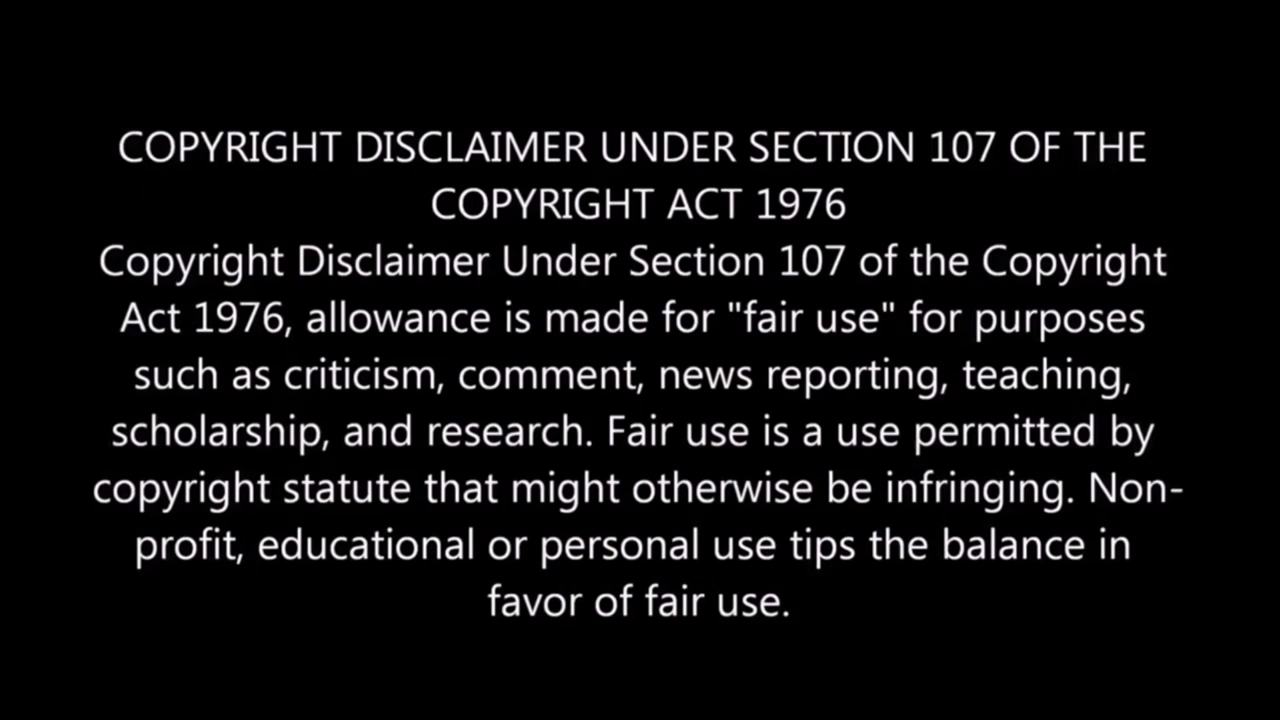 COPYRIGHT DISCLAIMER UNDER SECTION 107 OF THE
COPYRIGHT ACT 1976
Copyright Disclaimer Under Section 107 of the Copyright
Act 1976, allowance is made for "fair use" for purposes
such as criticism, comment, news reporting, teaching,
scholarship, and research. Fair use is a use permitted by
copyright statute that might otherwise be infringing. Non-
profit, educational or personal use tips the balance in
favor of fair use.